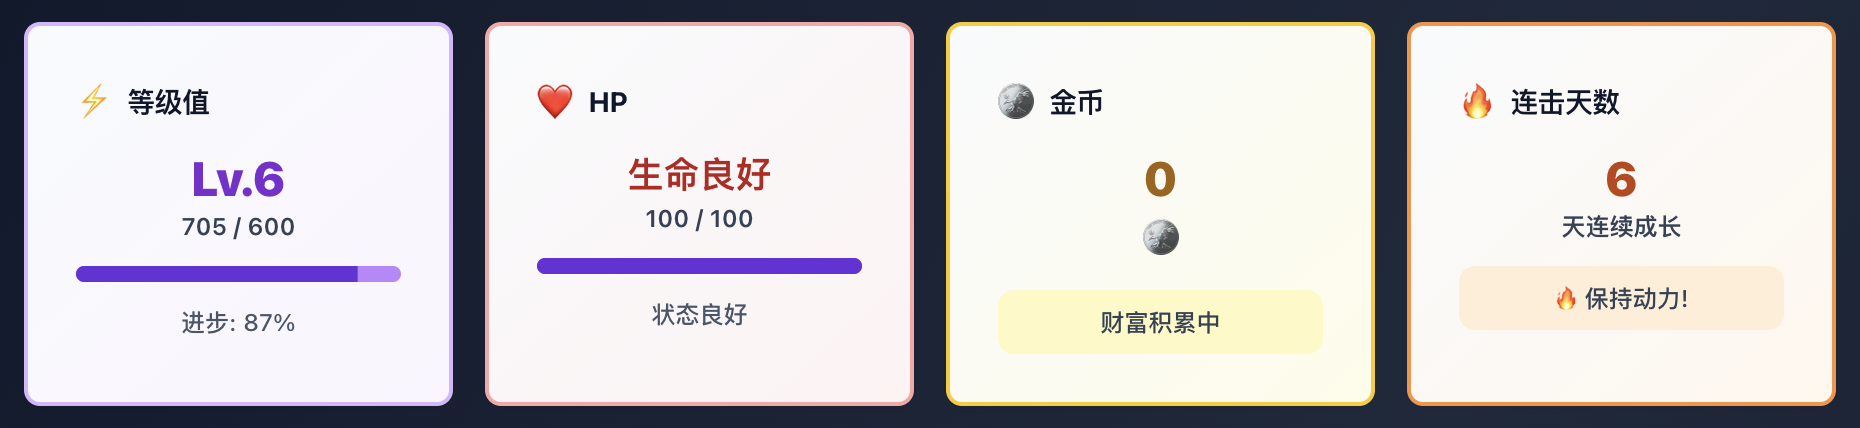 ⚡ 等级值
Lv.6
705 / 600
进步: 87%
❤️ HP
生命良好
100 / 100
状态良好
金币
0
财富积累中
🔥 连击天数
6
天连续成长
🔥 保持动力!